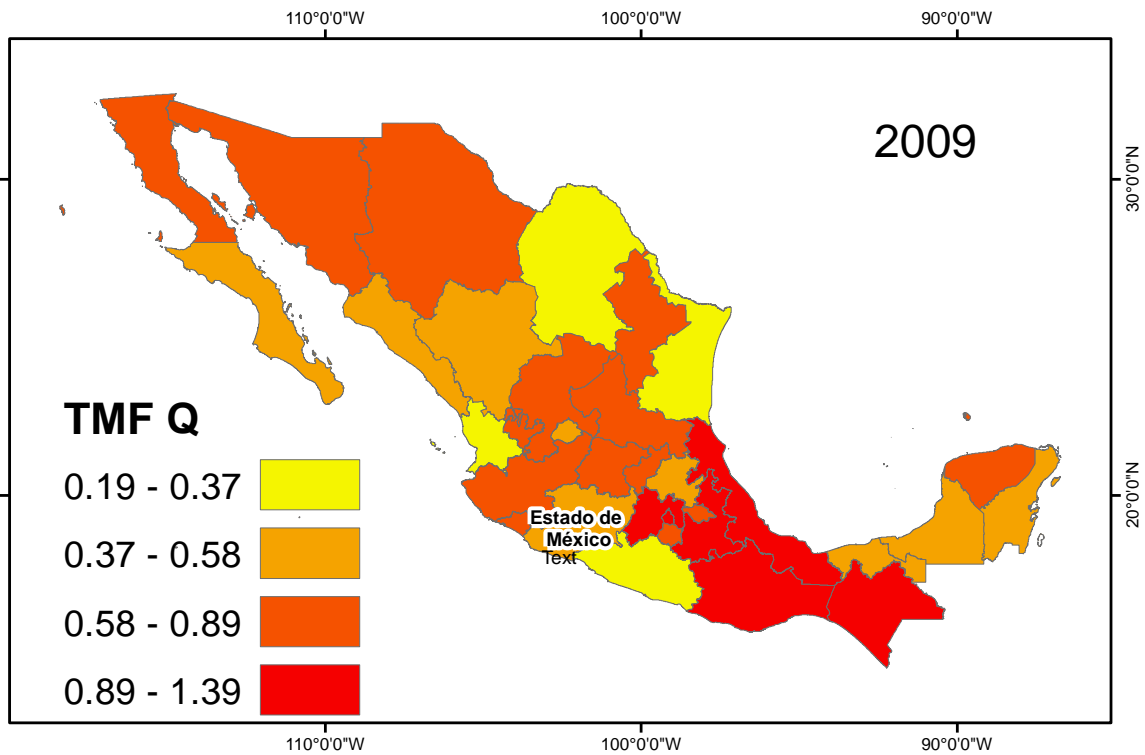 110°0'0"W
100°0'0"W
90°0'0"W
2009
30°0'0"N
TMF Q
0.19 - 0.37
20°0'0"N
Estado de
México
Text
0.37 - 0.58
0.58 - 0.89
0.89 - 1.39
110°0'0"W
100°0'0"W
90°0'0"W